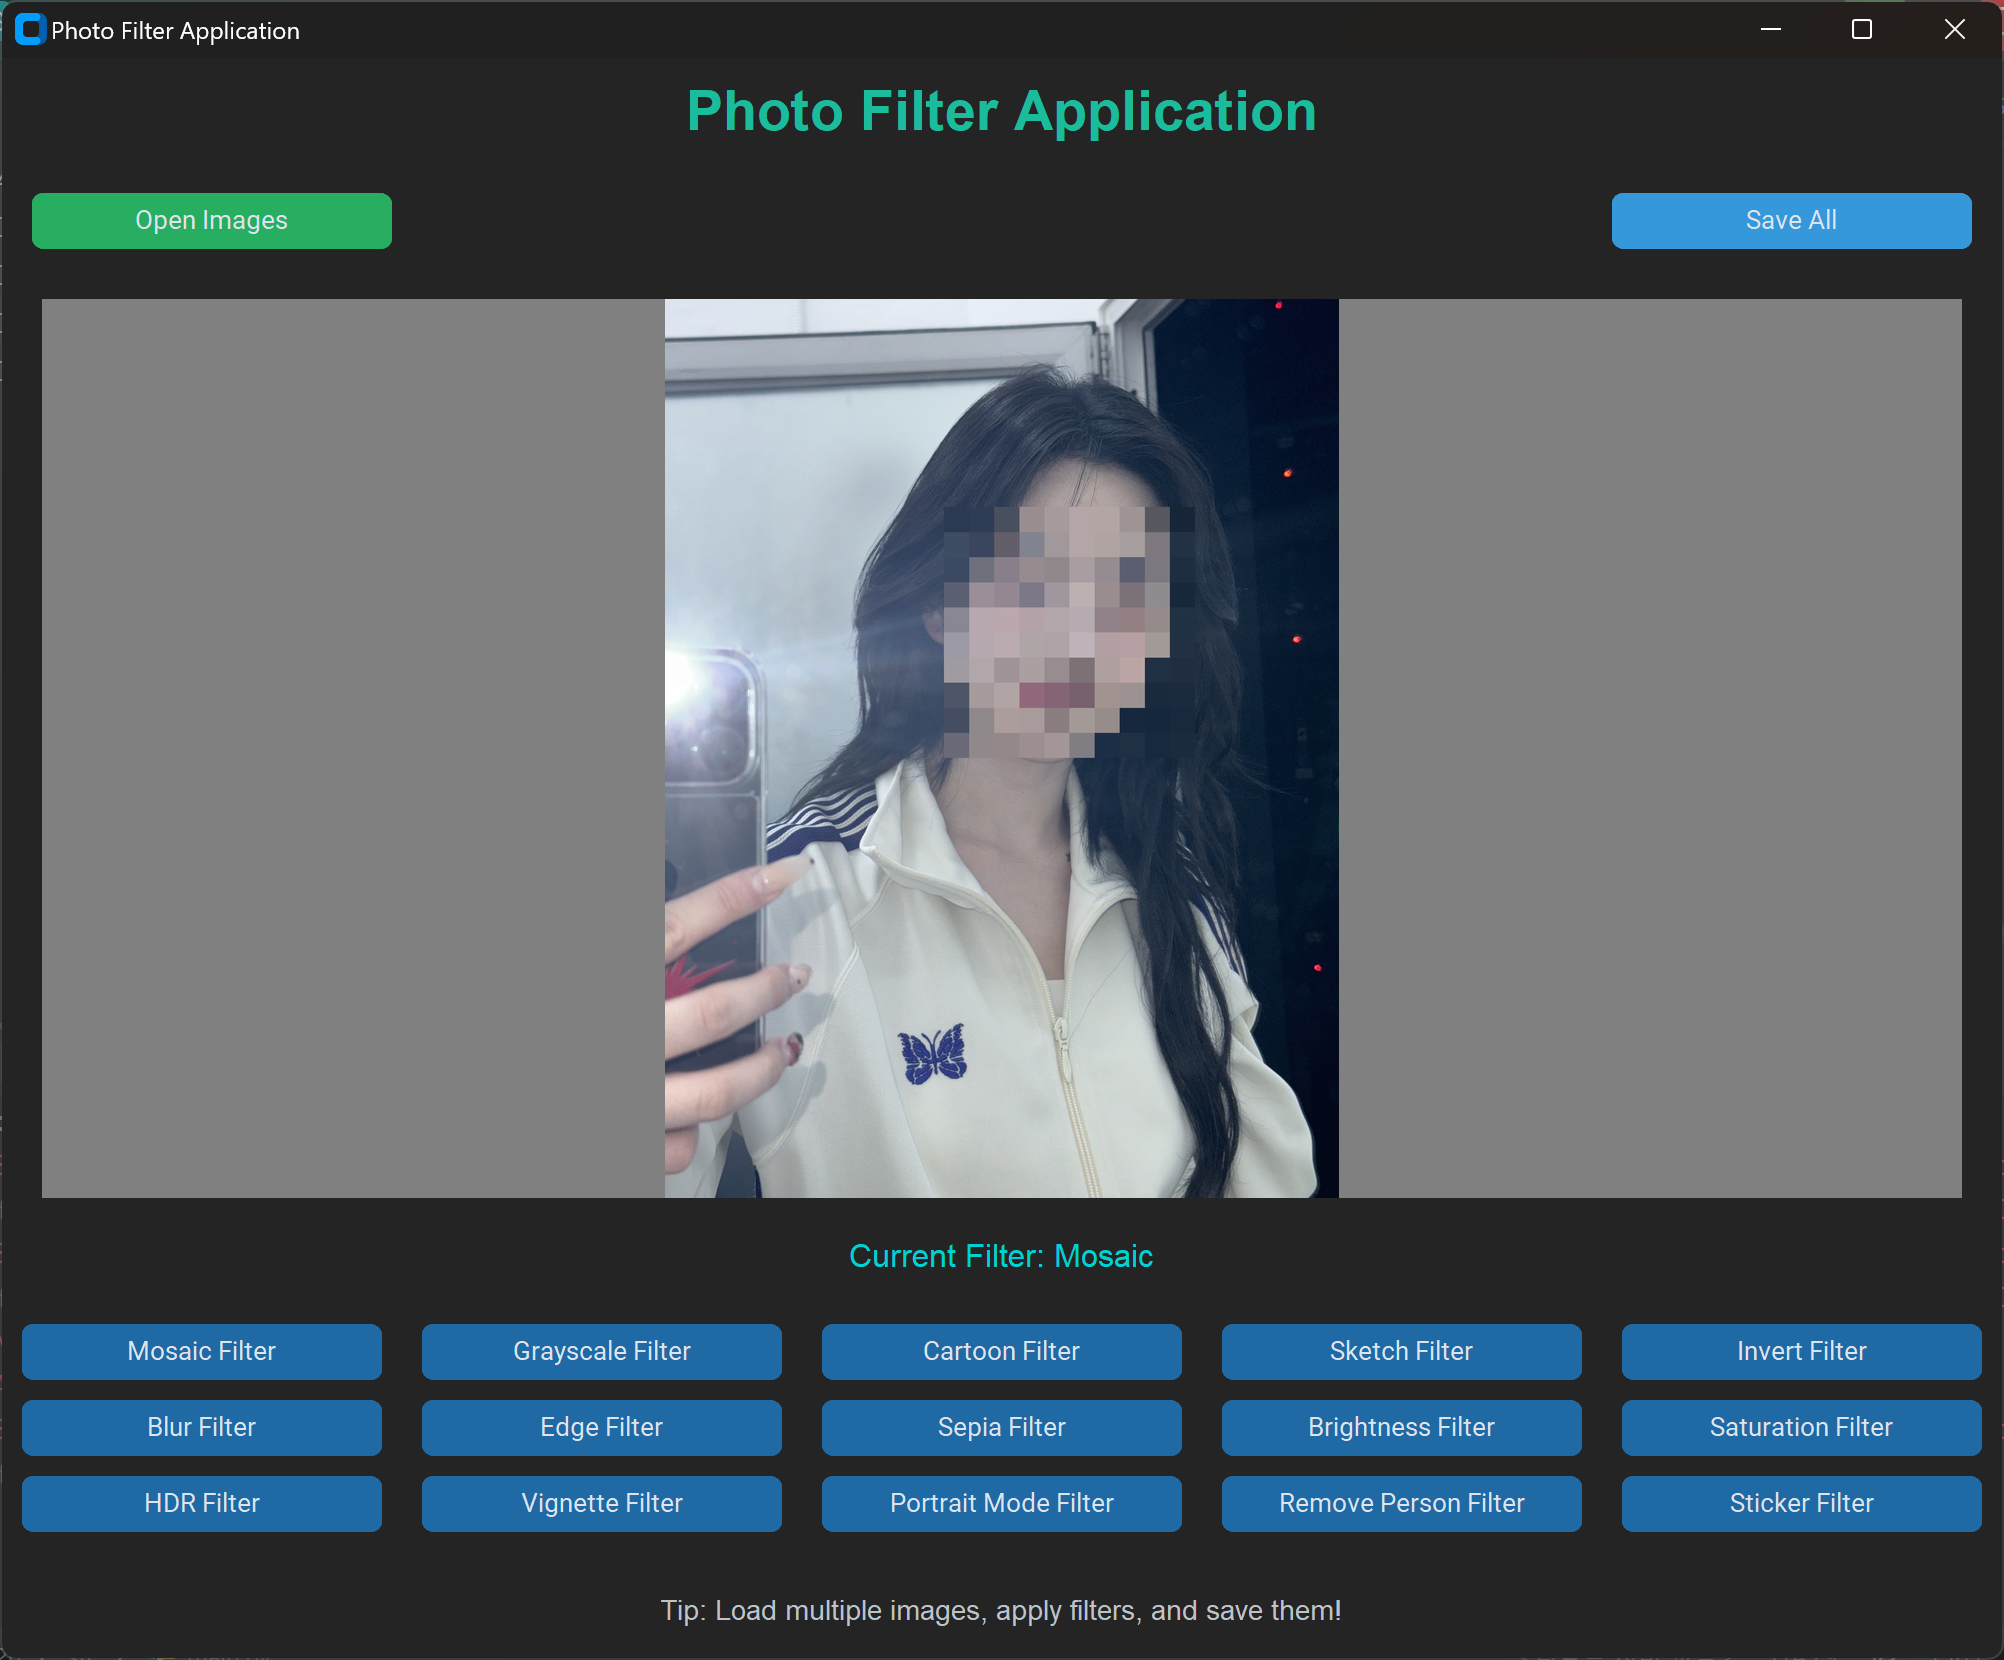 Photo Filter Application
Photo Filter Application
Open Images
Save All
Current Filter: Mosaic
Mosaic Filter
Grayscale Filter
Cartoon Filter
Sketch Filter
Invert Filter
Blur Filter
Edge Filter
Sepia Filter
Brightness Filter
Saturation Filter
HDR Filter
Vignette Filter
Portrait Mode Filter
Remove Person Filter
Sticker Filter
Tip: Load multiple images, apply filters, and save them!